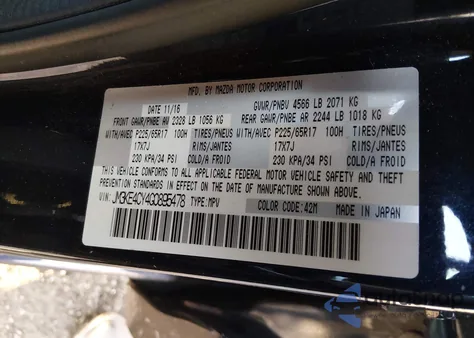 MFD. BY MAZDA MOTOR CORPORATION
DATE 11/16 GVWR/PNBV 4566 LB 2071 KG
FRONT GAWR/PNBE AV 2328 LB 1056 KG REAR GAWR/PNBE AR 2244 LB 1018 KG
WITH/AVEC P225/65R17 100H TIRES/PNEUS WITH/AVEC P225/65R17 100H TIRES/PNEUS
17X7J RIMS/JANTES 17X7J RIMS/JANTES
230 KPA/34 PSI COLD/A FROID 230 KPA/34 PSI COLD/A FROID
THIS VEHICLE CONFORMS TO ALL APPLICABLE FEDERAL MOTOR VEHICLE SAFETY AND THEFT
PREVENTION STANDARDS IN EFFECT ON THE DATE OF MANUFACTURE SHOWN ABOVE.
VIN: JM3KE4CY4G0895478 TYPE:MPV COLOR CODE:42M MADE IN JAPAN